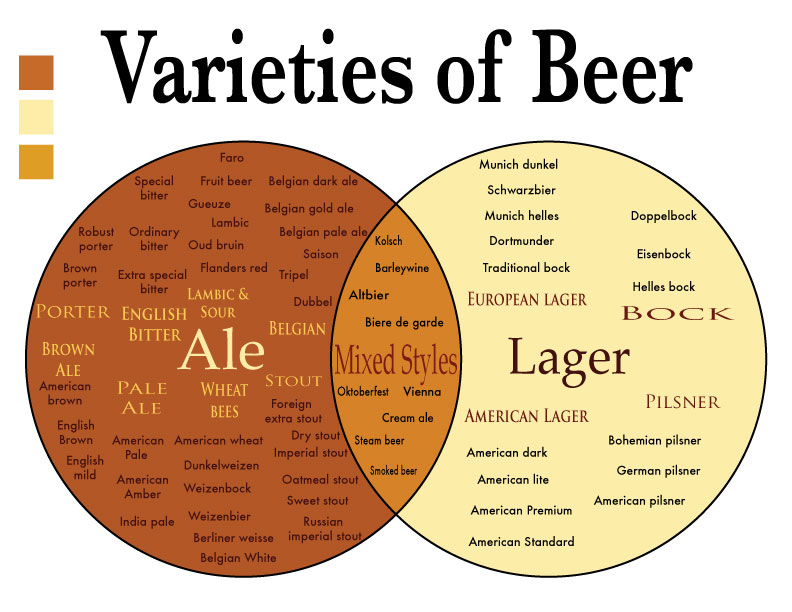 Varieties of Beer
Faro
Special
bitter
Fruit beer
Belgian dark ale
Gueuze
Belgian gold ale
Lambic
Robust
porter
Ordinary
bitter
Oud bruin
Belgian pale ale
Saison
Brown
porter
Extra special
bitter
Flanders red
Tripel
Dubbel
PORTER
ENGLISH
BITTER
LAMBIC &
SOUR
BELGIAN
Ale
BROWN
ALE
American
brown
PALE
ALE
WHEAT
BEES
STOUT
Foreign
extra stout
English
Brown
American
Pale
American wheat
Dry stout
Imperial stout
English
mild
American
Amber
Dunkelweizen
Weizenbock
Oatmeal stout
Sweet stout
India pale
Weizenbier
Russian
imperial stout
Berliner weisse
Belgian White
Kolsch
Barleywine
Altbier
Biere de garde
Mixed Styles
Oktoberfest
Vienna
Cream ale
Steam beer
Smoked beer
Munich dunkel
Schwarzbier
Munich helles
Dortmunder
Traditional bock
EUROPEAN LAGER
Doppelbock
Eisenbock
Helles bock
BOCK
Lager
AMERICAN LAGER
American dark
American lite
American Premium
American Standard
PILSNER
Bohemian pilsner
German pilsner
American pilsner